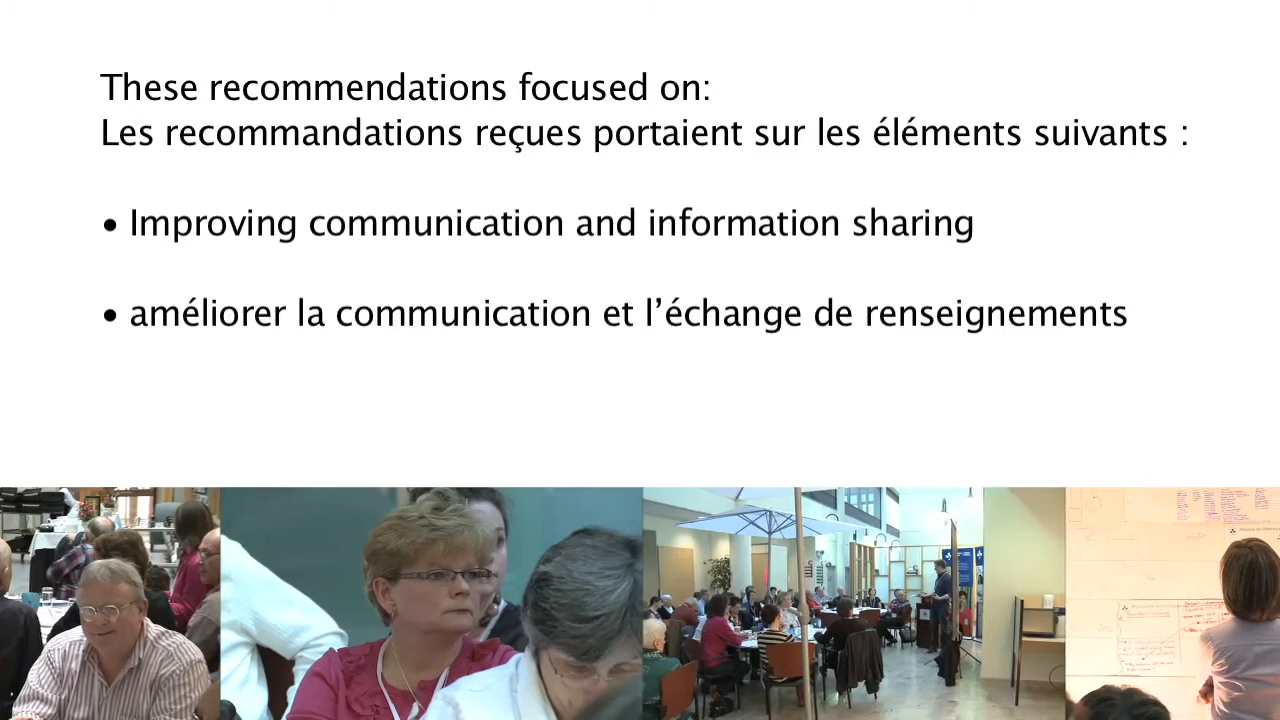 These recommendations focused on:
Les recommandations reçues portaient sur les éléments suivants :
• Improving communication and information sharing
• améliorer la communication et l’échange de renseignements